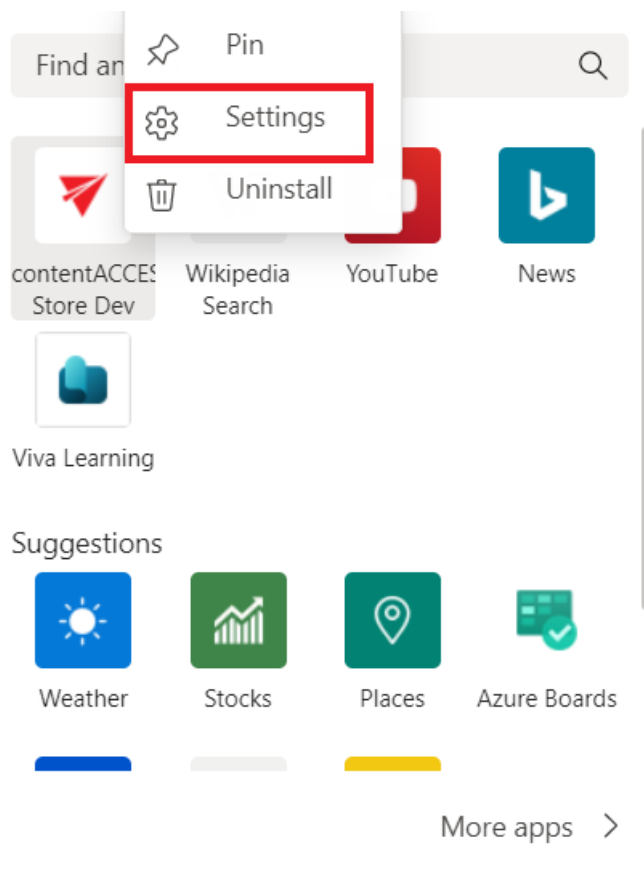 Pin
Find an
Settings
Uninstall
contentACCES
Store Dev
Wikipedia
Search
YouTube
News
Viva Learning
Suggestions
Weather
Stocks
Places
Azure Boards
More apps